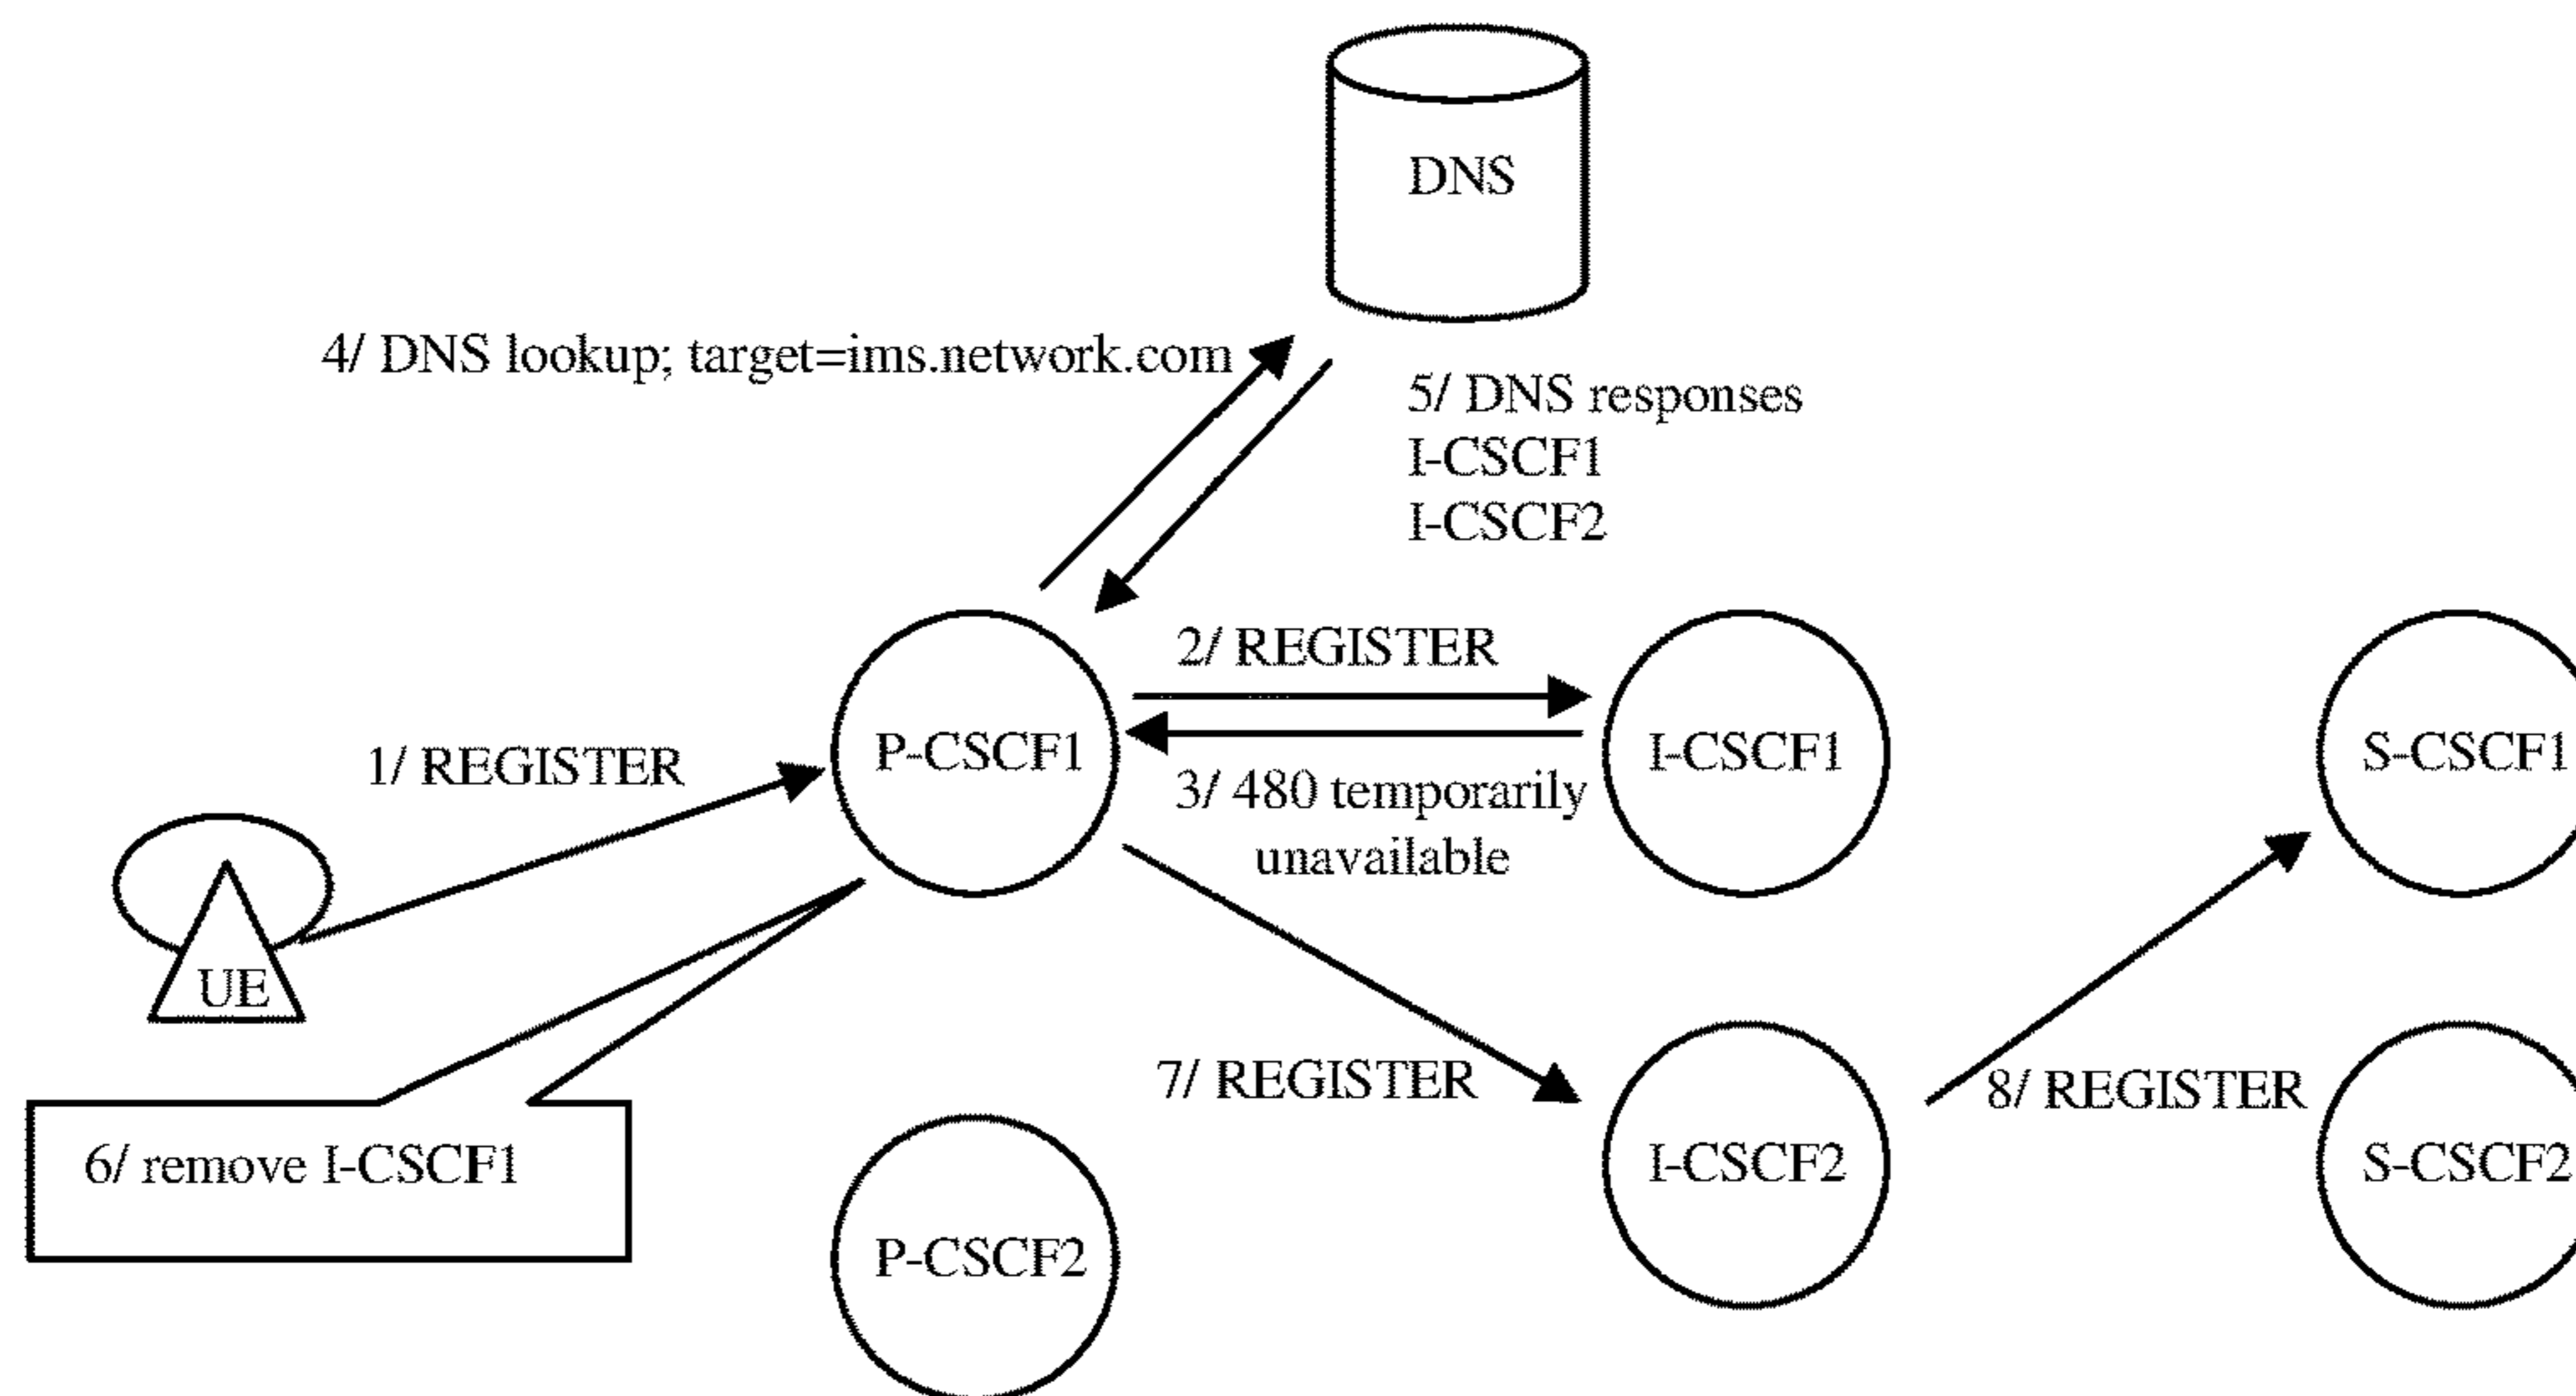 DNS
4/ DNS lookup; target=ims.network.com
5/ DNS responses
I-CSCF1
I-CSCF2
2/ REGISTER
1/ REGISTER
P-CSCF1
I-CSCF1
S-CSCF1
3/ 480 temporarily
unavailable
UE
7/ REGISTER
8/ REGISTER
6/ remove I-CSCF1
I-CSCF2
S-CSCF2
P-CSCF2